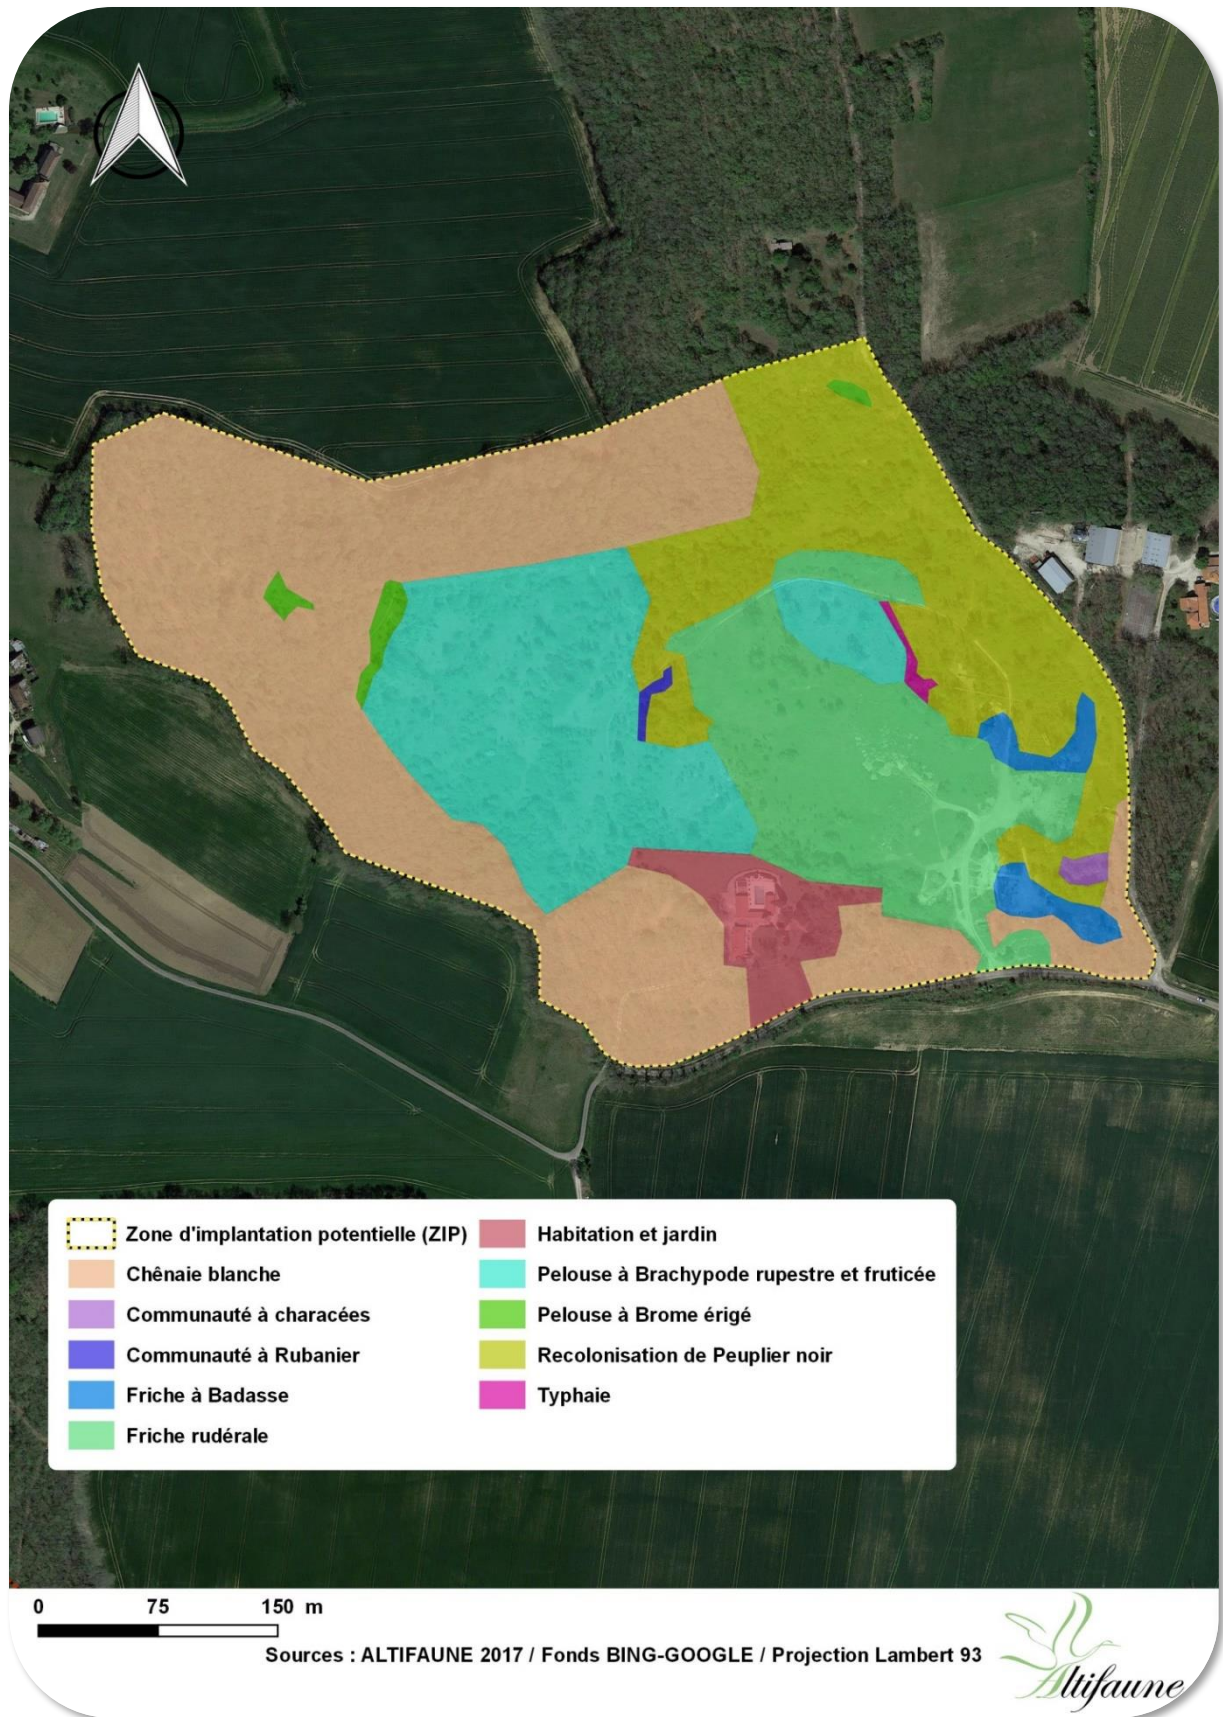 Zone d'implantation potentielle (ZIP)
Chênaie blanche
Communauté à characées
Communauté à Rubanier
Friche à Badasse
Friche rudérale
Habitation et jardin
Pelouse à Brachypode rupestre et fruticée
Pelouse à Brome érigé
Recolonisation de Peuplier noir
Typhaie
0 75 150 m
Sources : ALTIFAUNE 2017 / Fonds BING-GOOGLE / Projection Lambert 93
Altifaune